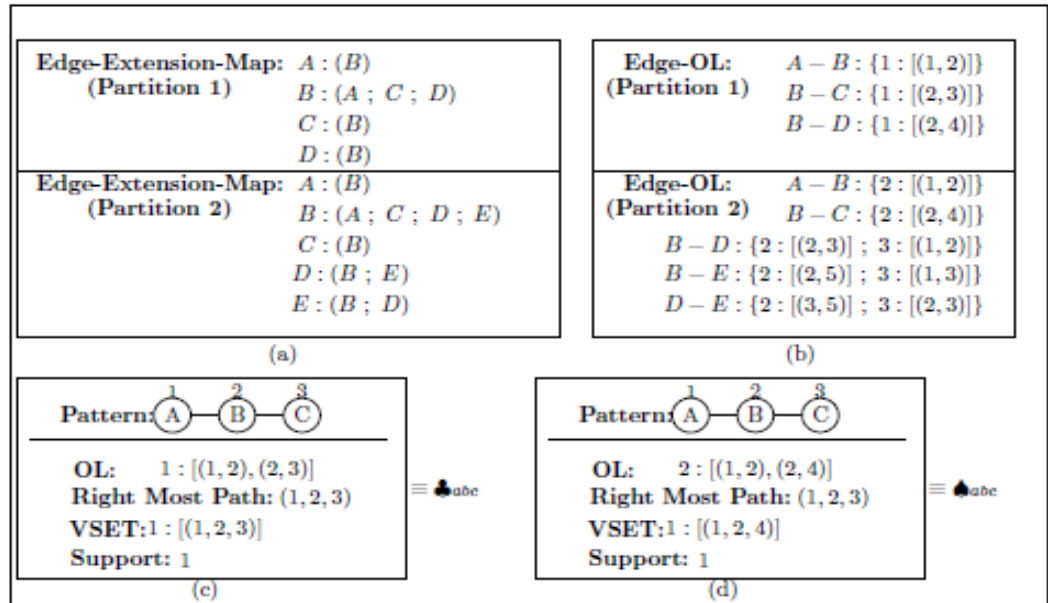 Edge-Extension-Map: A : (B)
(Partition 1)
B : (A ; C ; D)
C : (B)
D : (B)
Edge-Extension-Map: A : (B)
(Partition 2)
B : (A ; C ; D ; E)
C : (B)
D : (B ; E)
E : (B ; D)
(a)
Edge-OL: A − B : {1 : [(1, 2)]}
(Partition 1) B − C : {1 : [(2, 3)]}
B − D : {1 : [(2, 4)]}
Edge-OL: A − B : {2 : [(1, 2)]}
(Partition 2) B − C : {2 : [(2, 4)]}
B − D : {2 : [(2, 3)] ; 3 : [(1, 2)]}
B − E : {2 : [(2, 5)] ; 3 : [(1, 3)]}
D − E : {2 : [(3, 5)] ; 3 : [(2, 3)]}
(b)
1 2 3
Pattern: A B C
OL: 1 : [(1, 2), (2, 3)]
Right Most Path: (1, 2, 3)
VSET:1 : [(1, 2, 3)]
Support: 1
≡ ♣abc
(c)
1 2 3
Pattern: A B C
OL: 2 : [(1, 2), (2, 4)]
Right Most Path: (1, 2, 3)
VSET:1 : [(1, 2, 4)]
Support: 1
≡ ♠abc
(d)